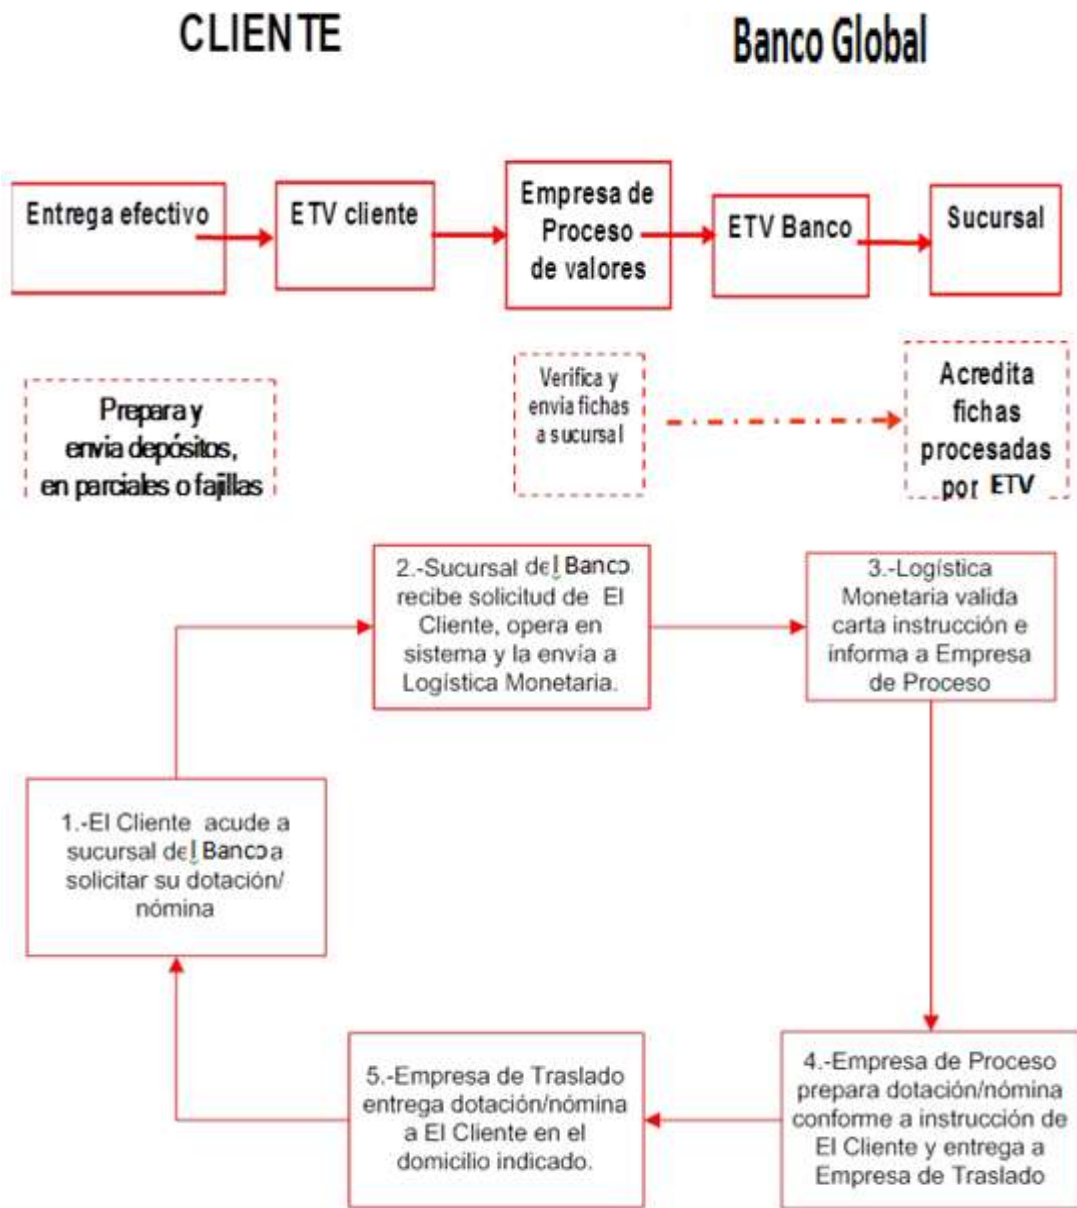 CLIENTE
Banco Global
Entrega efectivo
ETV cliente
Empresa de
Proceso
de valores
ETV Banco
Sucursal
Prepara y
envia depósitos,
en parciales o fajillas
Verifica y
envia fichas
a sucursal
Acredita
fichas
procesadas
por ETV
2.-Sucursal del Banco
recibe solicitud de El
Cliente, opera en
sistema y la envía a
Logística Monetaria.
3.-Logística
Monetaria valida
carta instrucción e
informa a Empresa
de Proceso
1.-El Cliente acude a
sucursal del Banco a
solicitar su dotación/
nómina
5.-Empresa de Traslado
entrega dotación/nómina
a El Cliente en el
domicilio indicado.
4.-Empresa de Proceso
prepara dotación/nómina
conforme a instrucción de
El Cliente y entrega a
Empresa de Traslado